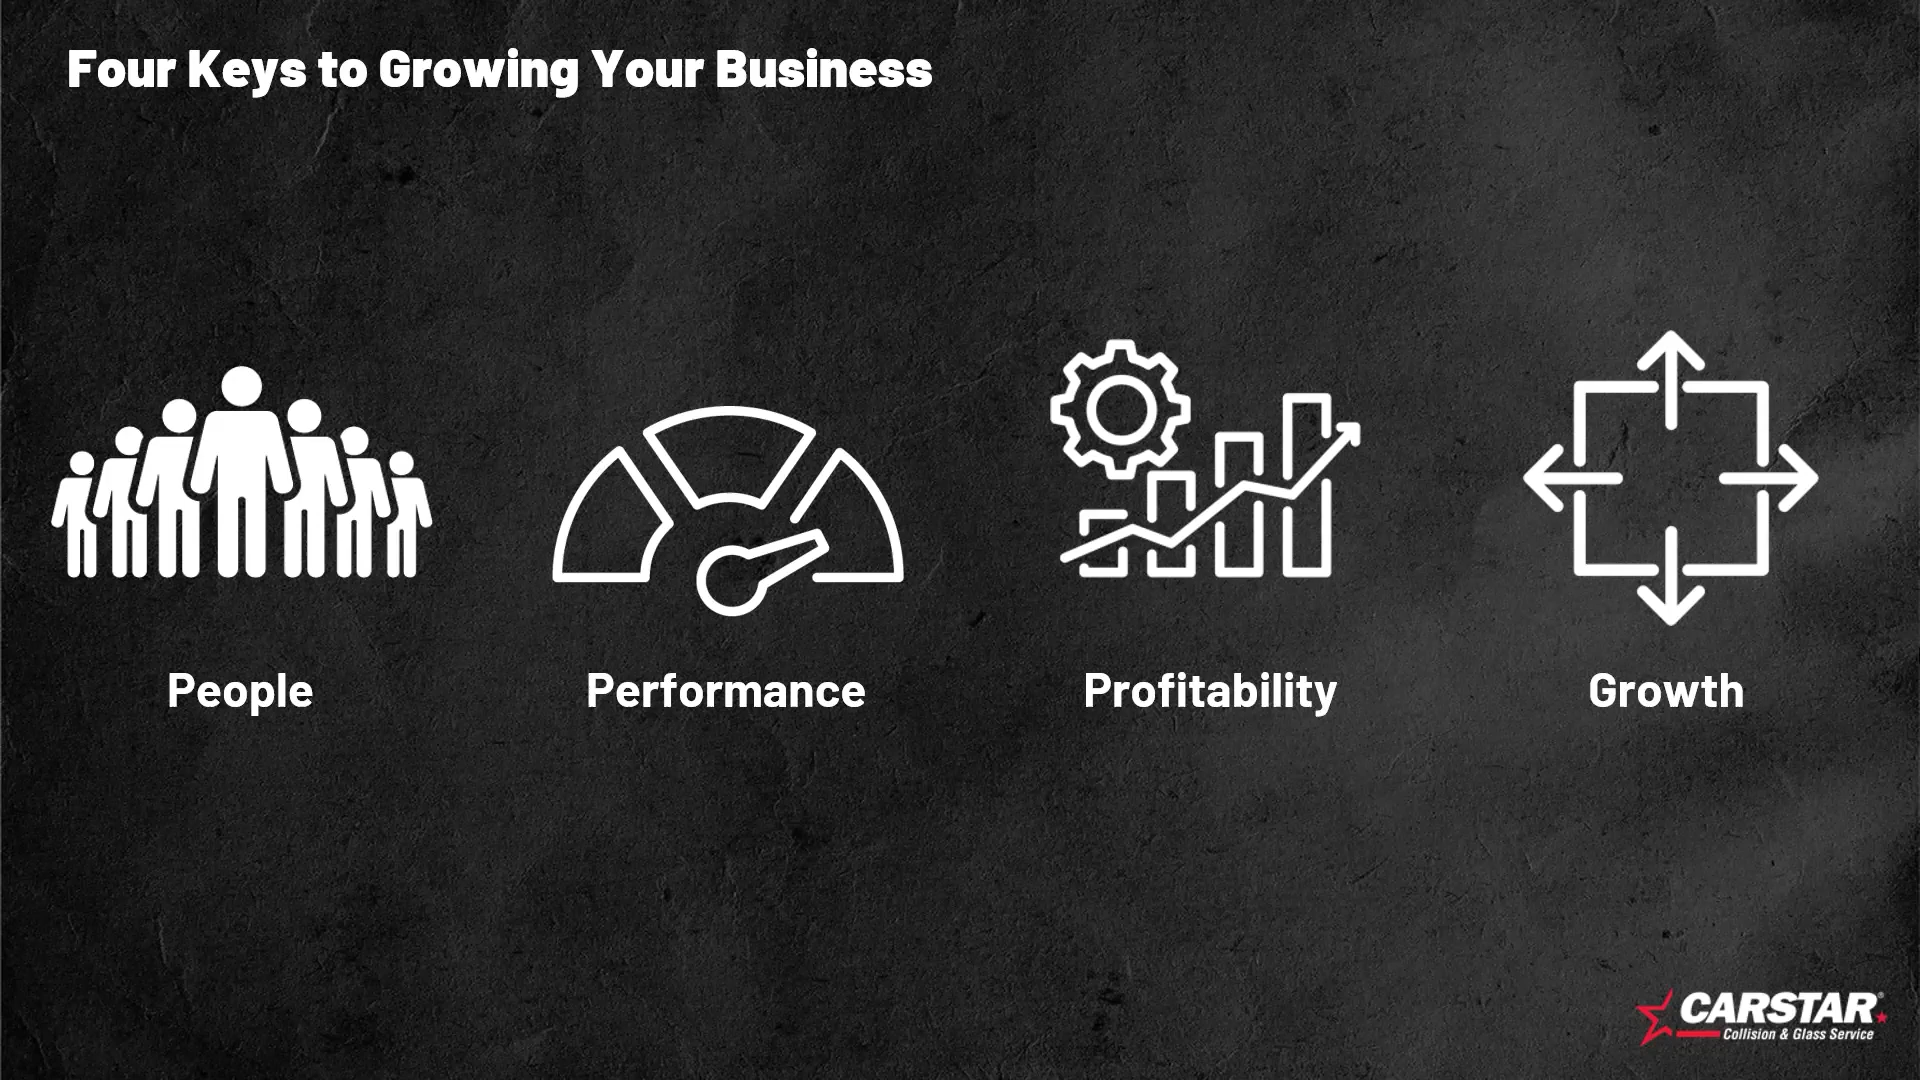 Four Keys to Growing Your Business
People
Performance
Profitability
Growth
CARSTAR®
Collision & Glass Service